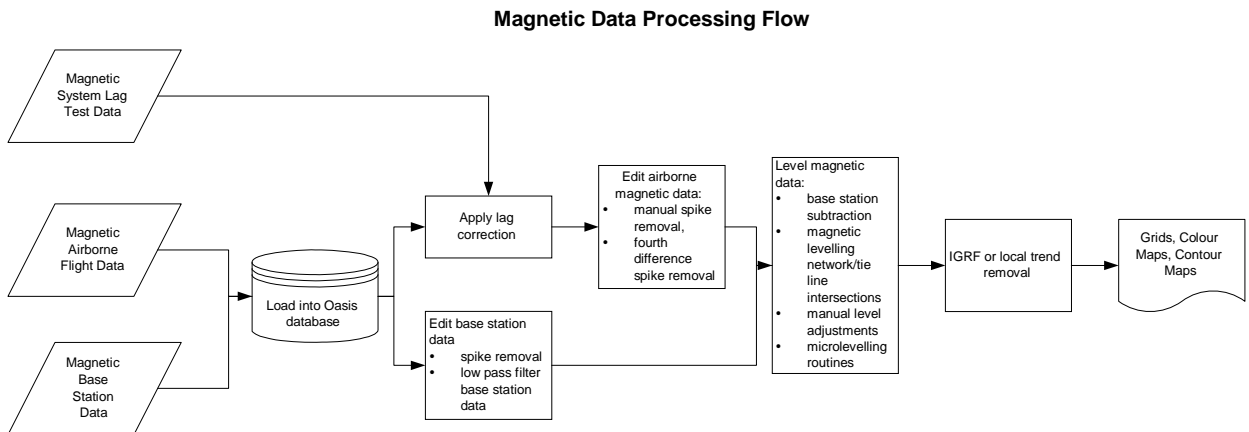 Magnetic Data Processing Flow
Magnetic
System Lag
Test Data
Magnetic
Airborne
Flight Data
Magnetic
Base
Station
Data
Load into Oasis
database
Apply lag
correction
Edit base station
data
• spike removal
• low pass filter
base station
data
Edit airborne
magnetic data:
• manual spike
removal,
• fourth
difference
spike removal
Level magnetic
data:
• base station
subtraction
• magnetic
levelling
network/tie
line
intersections
• manual level
adjustments
• microlevelling
routines
IGRF or local trend
removal
Grids, Colour
Maps, Contour
Maps